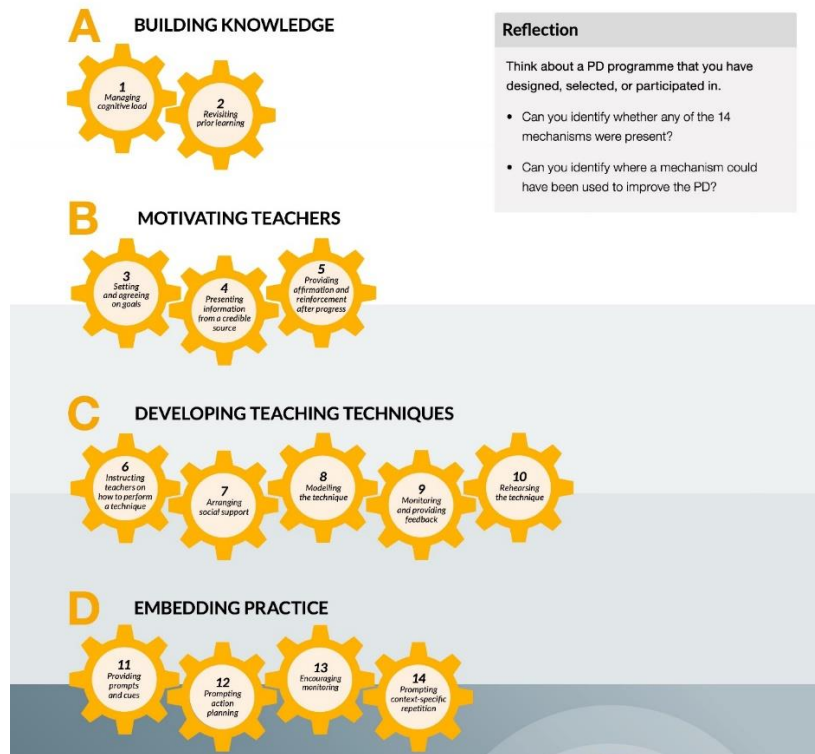 A BUILDING KNOWLEDGE
1
Managing
cognitive load
2
Revisiting
prior learning
Reflection
Think about a PD programme that you have
designed, selected, or participated in.
• Can you identify whether any of the 14
mechanisms were present?
• Can you identify where a mechanism could
have been used to improve the PD?
B MOTIVATING TEACHERS
3
Setting
and agreeing
on goals
4
Presenting
information
from a credible
source
5
Providing
affirmation and
reinforcement
after progress
C DEVELOPING TEACHING TECHNIQUES
6
Instructing
teachers on
how to perform
a technique
7
Arranging
social support
8
Modelling
the technique
9
Monitoring
and providing
feedback
10
Rehearsing
the technique
D EMBEDDING PRACTICE
11
Providing
prompts
and cues
12
Prompting
action
planning
13
Encouraging
monitoring
14
Prompting
context-specific
repetition